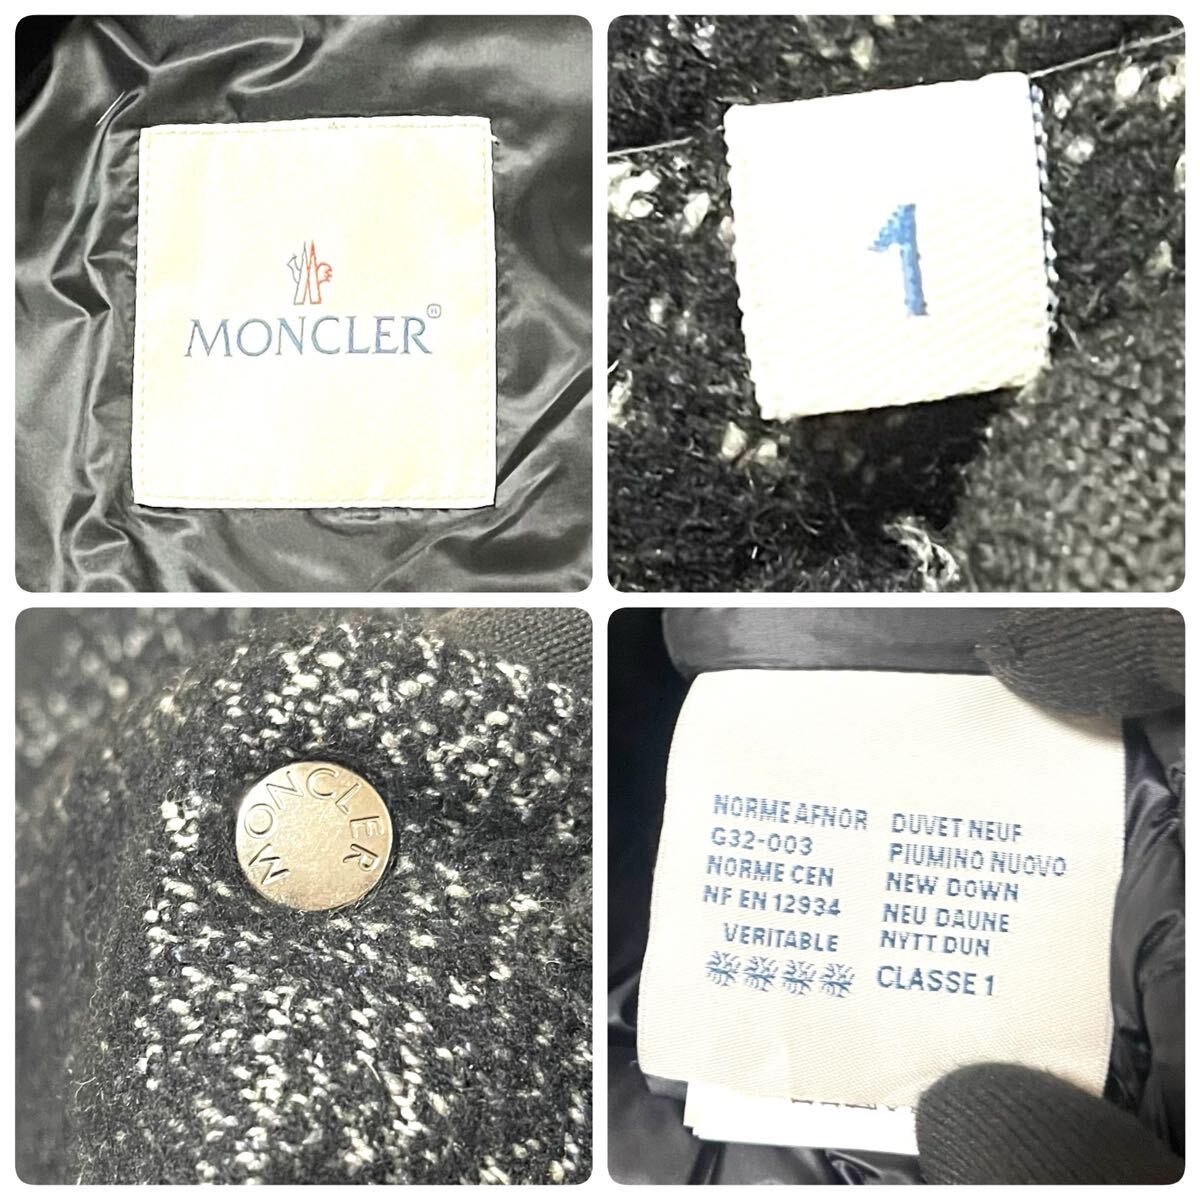 MONCLER®
1
MONCLER
NORME AFNOR
G32-003
NORME CEN
NF EN 12934
VERITABLE
DUVET NEUF
PIUMINO NUOVO
NEW DOWN
NEU DAUNE
NYTT DUN
CLASSE 1